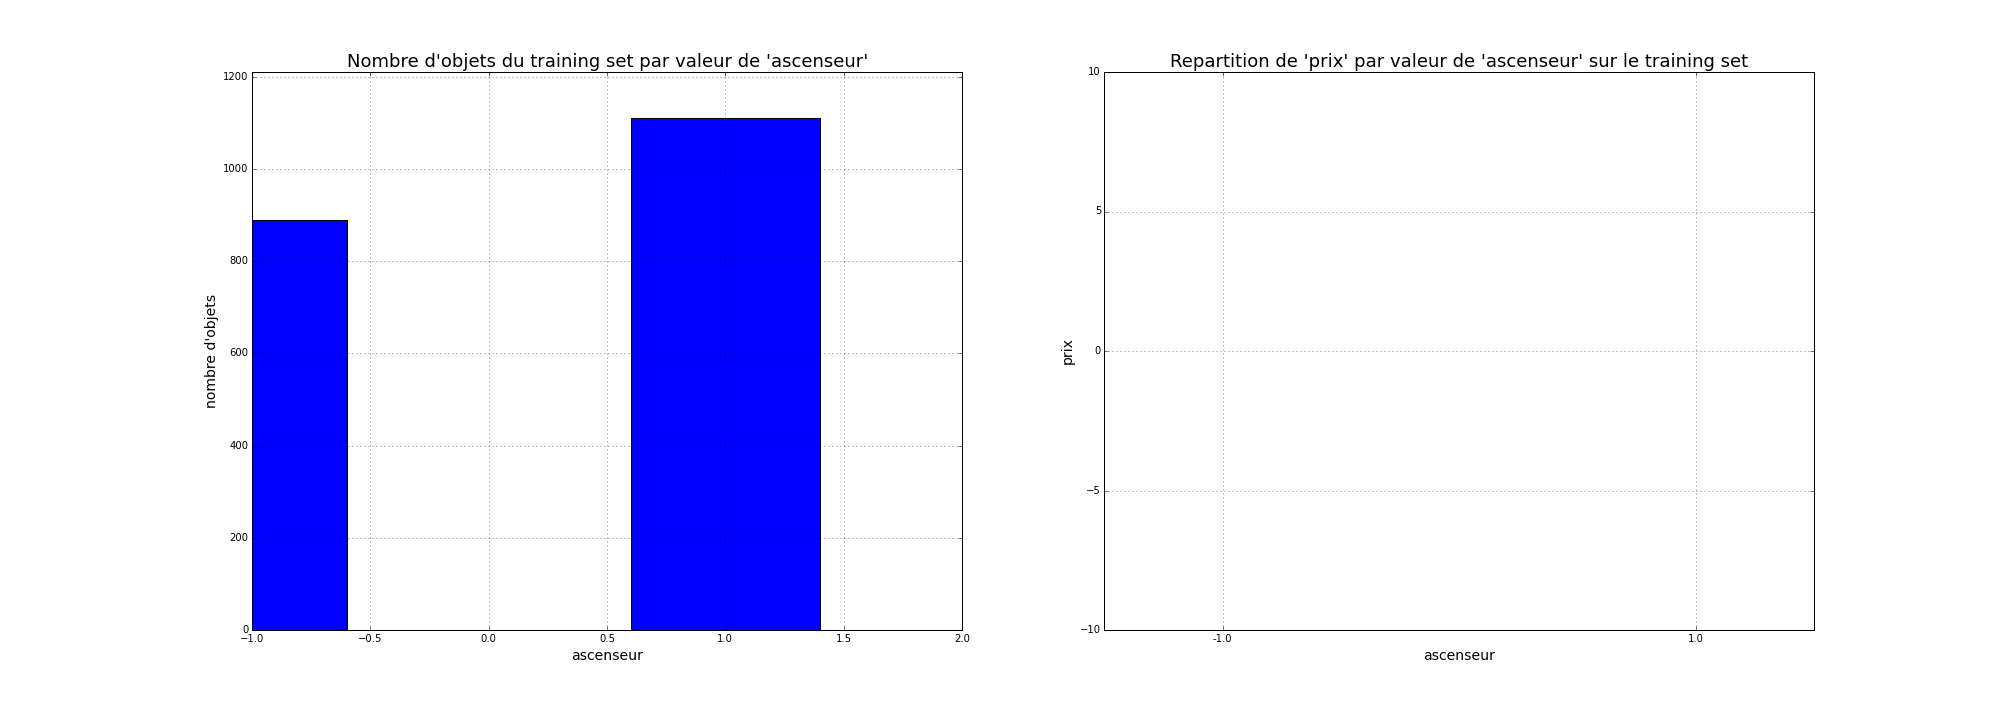 Nombre d'objets du training set par valeur de 'ascenseur'
1200
1000
800
600
400
200
0
nombre d'objets
−1.0 −0.5 0.0 0.5 1.0 1.5 2.0
ascenseur
Repartition de 'prix' par valeur de 'ascenseur' sur le training set
10
5
0
−5
−10
prix
-1.0 1.0
ascenseur